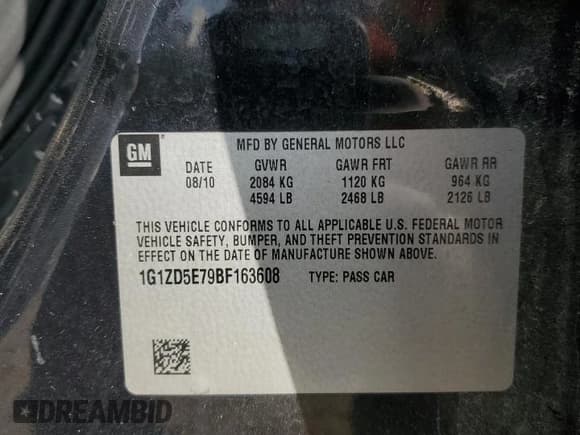 GM
MFD BY GENERAL MOTORS LLC
DATE GVWR GAWR FRT GAWR RR
08/10 2084 KG 1120 KG 964 KG
4594 LB 2468 LB 2126 LB
THIS VEHICLE CONFORMS TO ALL APPLICABLE U.S. FEDERAL MOTOR
VEHICLE SAFETY, BUMPER, AND THEFT PREVENTION STANDARDS IN
EFFECT ON THE DATE OF MANUFACTURE SHOWN ABOVE.
1G1ZD5E79BF163608 TYPE: PASS CAR
DREAMBID